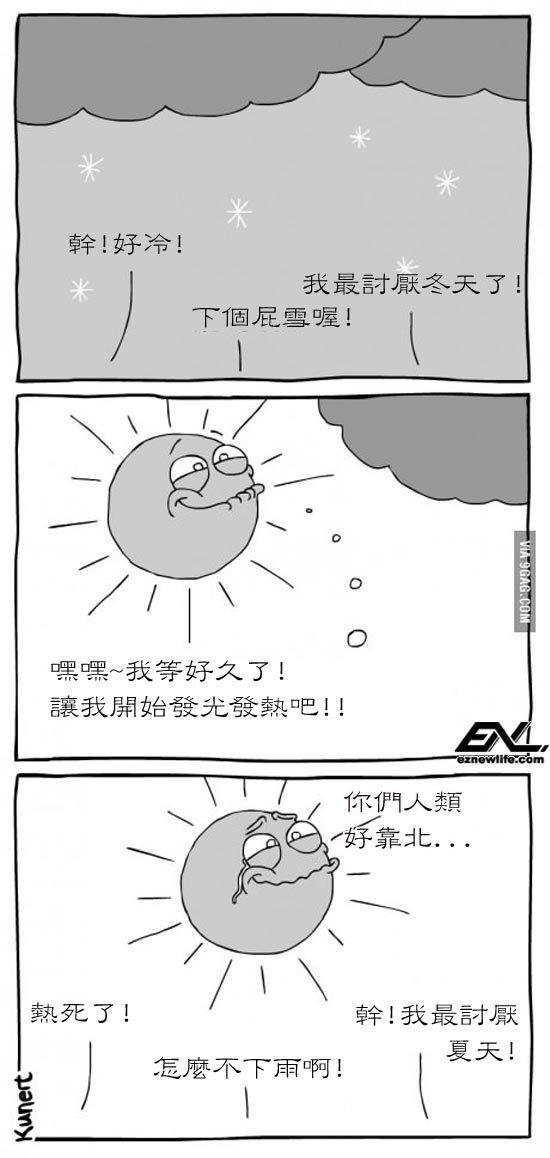 幹!好冷!
我最討厭冬天了!
下個屁雪喔!
VIA 9GAG.COM
嘿嘿~我等好久了!
讓我開始發光發熱吧!!
ENL
eznewlife.com
你們人類
好靠北...
熱死了!
幹!我最討厭
夏天!
怎麼不下雨啊!
Kunert